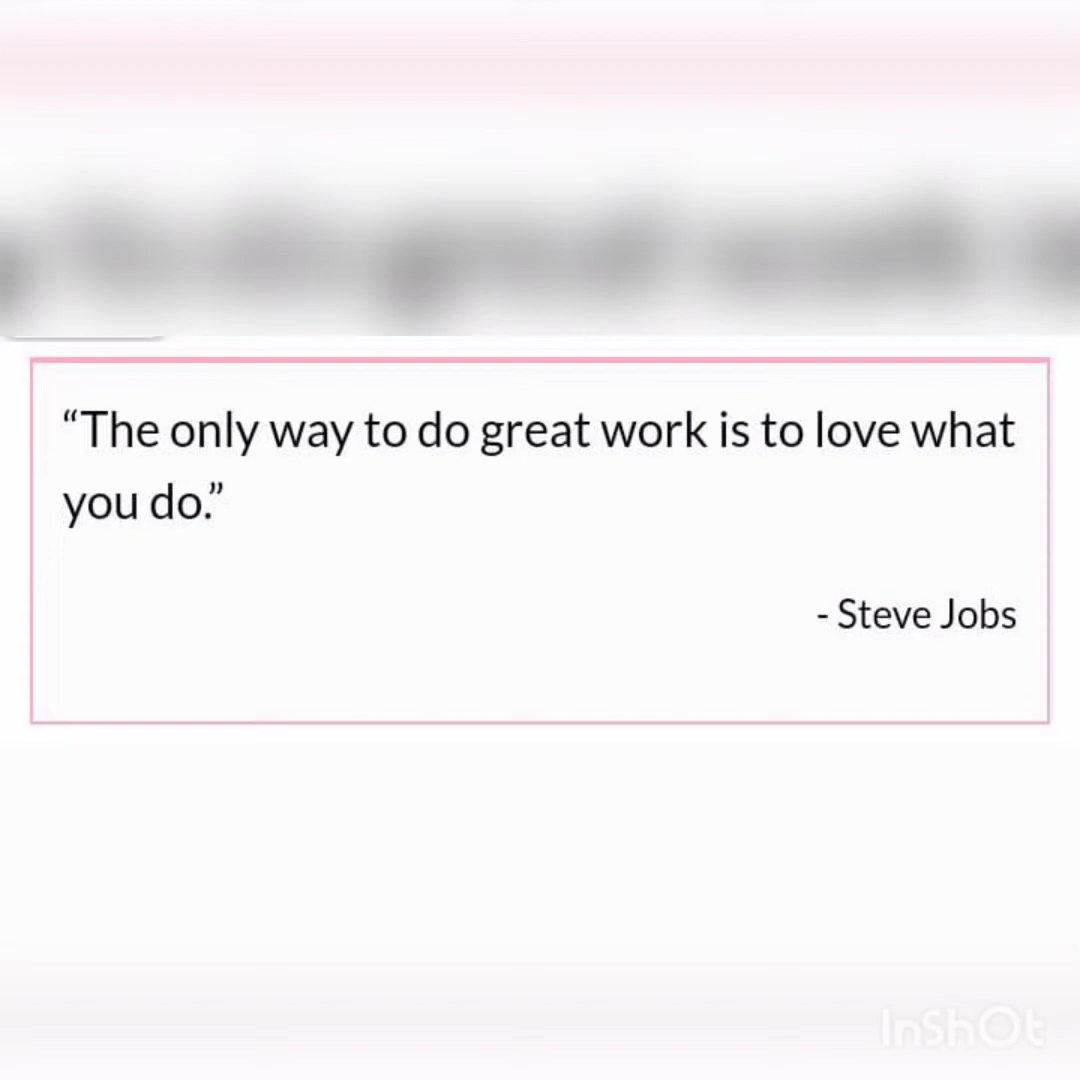 “The only way to do great work is to love what
you do.”
- Steve Jobs
InShOt